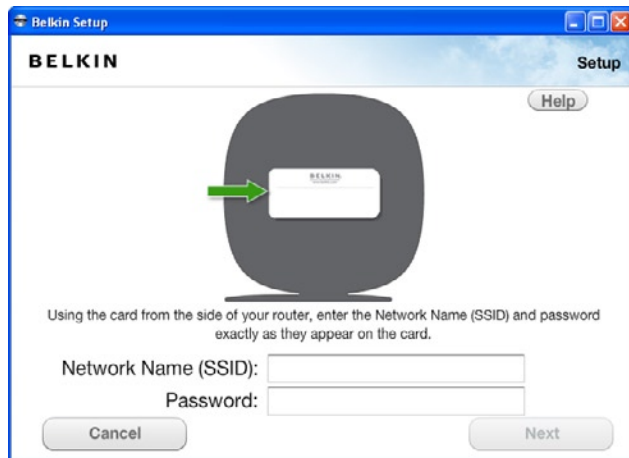 Belkin Setup
BELKIN
Setup
Help
BELKIN.
Using the card from the side of your router, enter the Network Name (SSID) and password
exactly as they appear on the card.
Network Name (SSID):
Password:
Cancel
Next